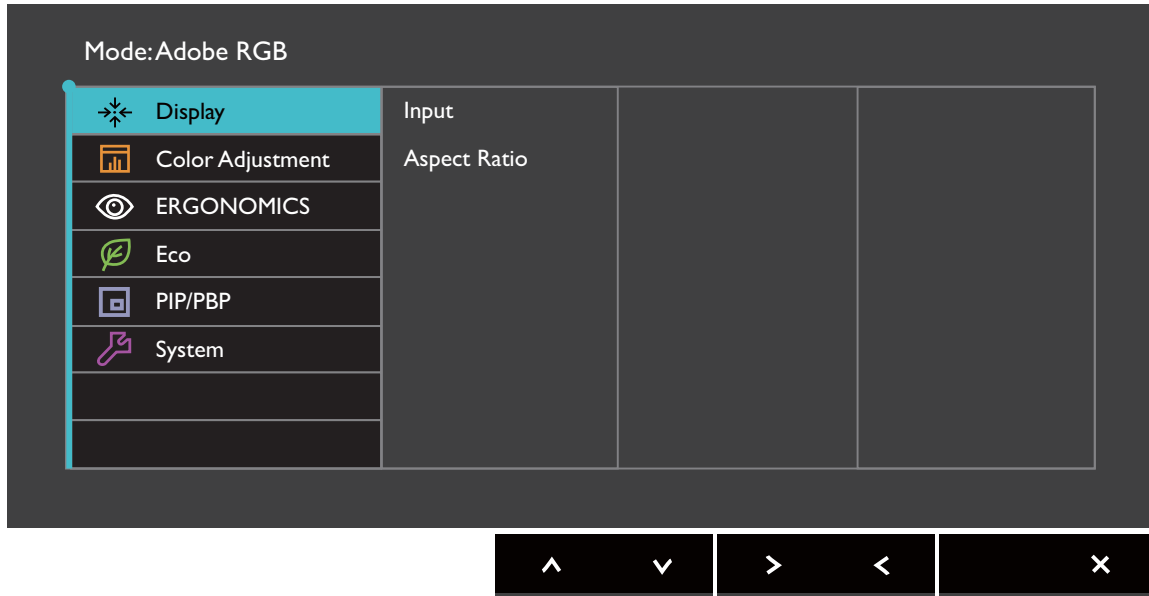 Mode: Adobe RGB
Display
Color Adjustment
ERGONOMICS
Eco
PIP/PBP
System
Input
Aspect Ratio